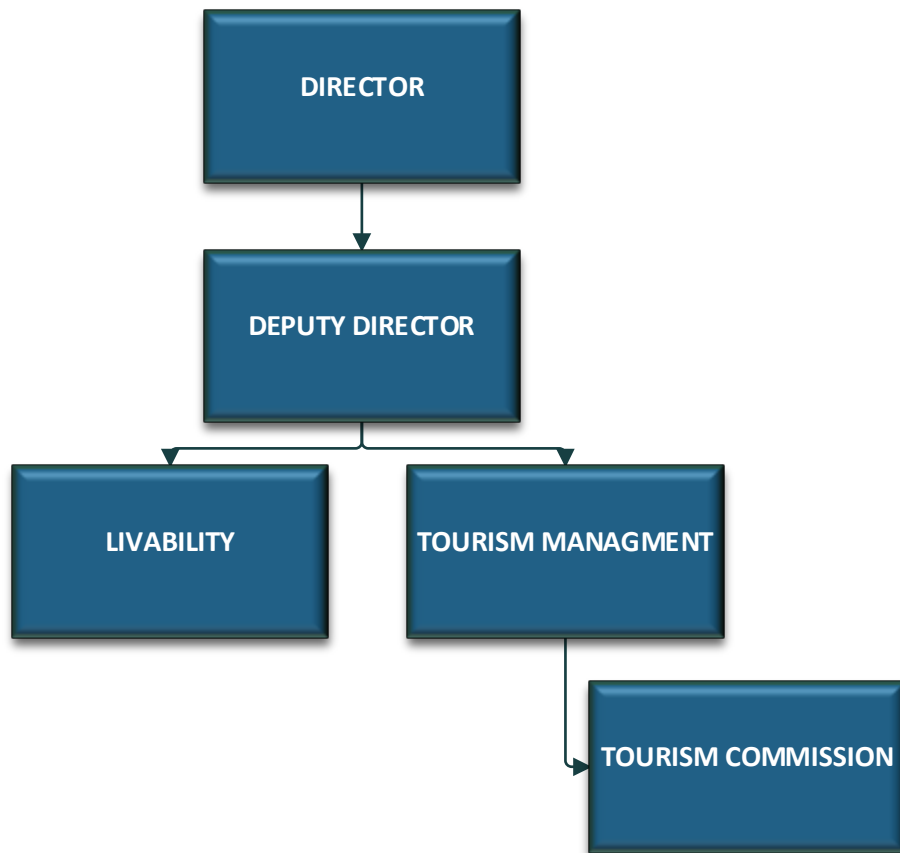 DIRECTOR
DEPUTY DIRECTOR
LIVABILITY
TOURISM MANAGMENT
TOURISM COMMISSION